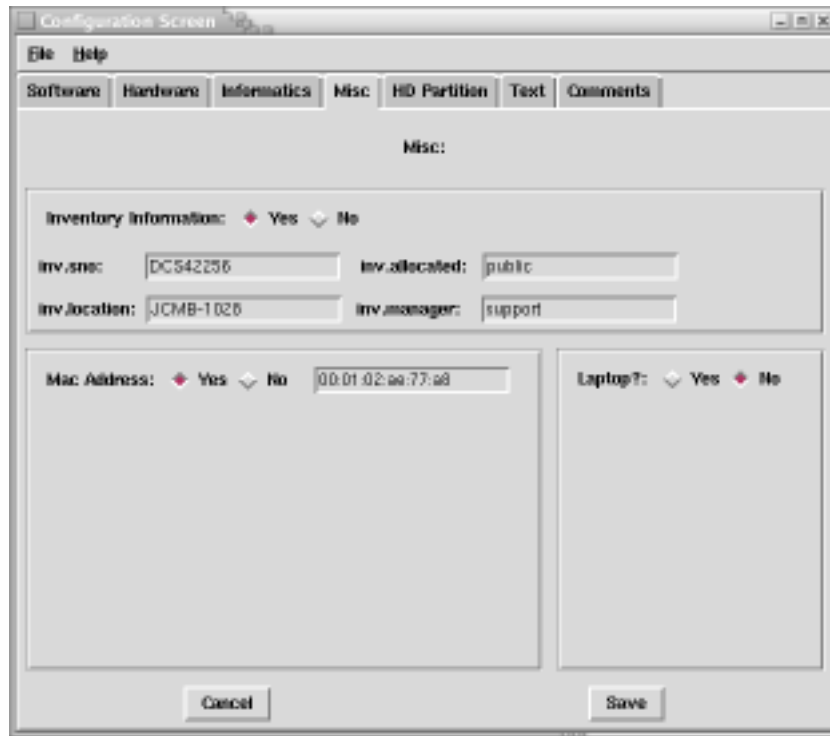 Configuration Screen
File Help
Software Hardware Informatics Misc HD Partition Text Comments
Misc:
Inventory Information: Yes No
inv.sno: DCS42256 inv.allocated: public
inv.location: JCMB-1026 inv.manager: support
Mac Address: Yes No 00:01:02:ae:77:a8 Laptop?: Yes No
Cancel Save